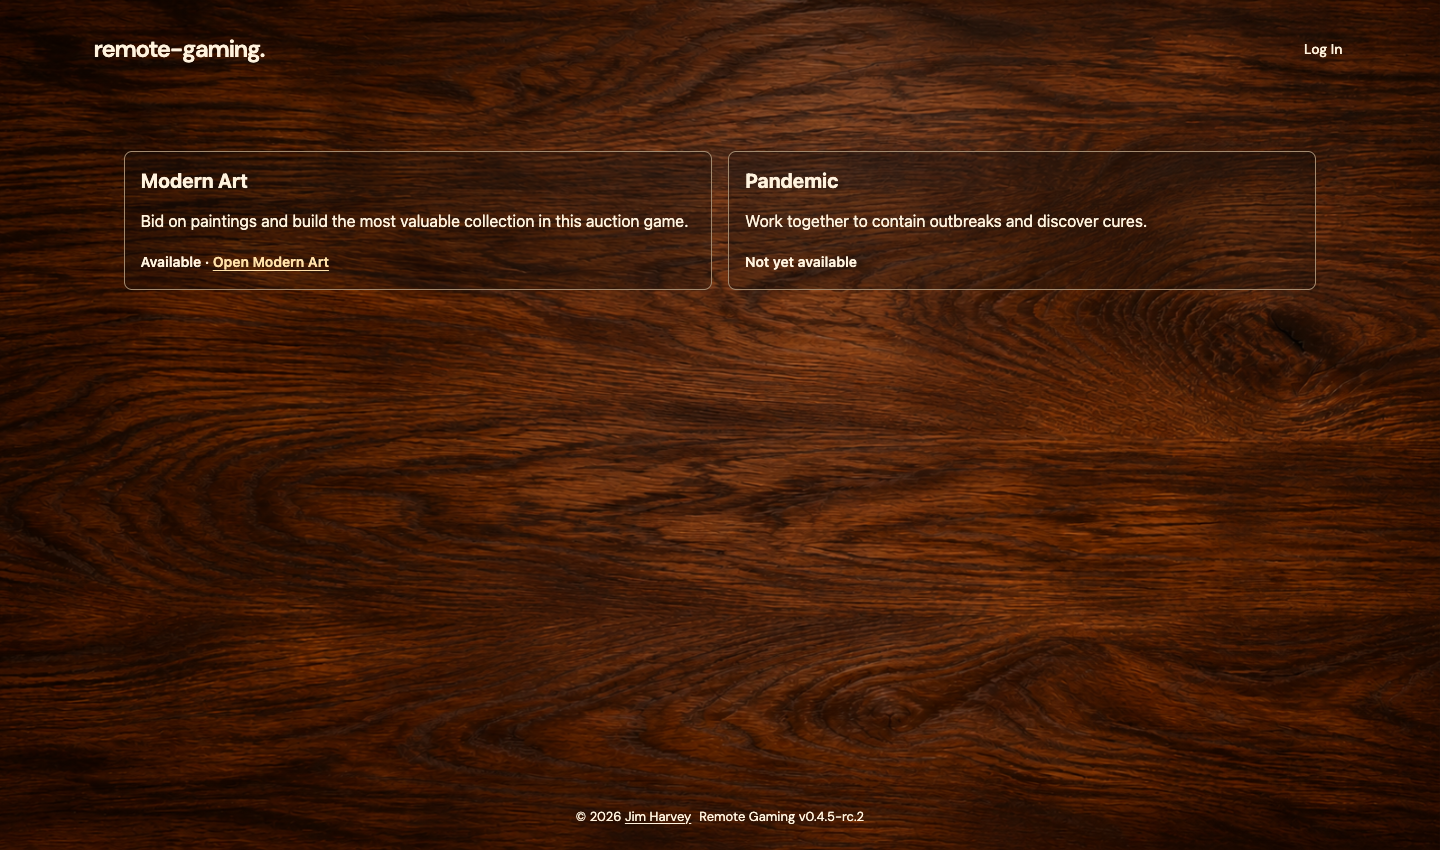 remote-gaming.
Log In
Modern Art
Bid on paintings and build the most valuable collection in this auction game.
Available · Open Modern Art
Pandemic
Work together to contain outbreaks and discover cures.
Not yet available
© 2026 Jim Harvey Remote Gaming v0.4.5-rc.2